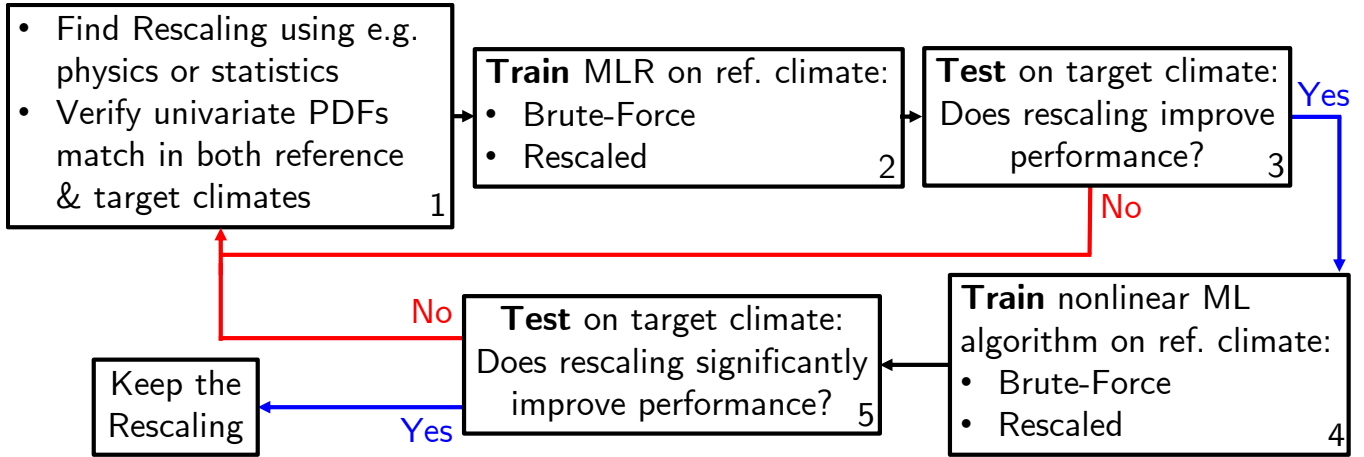 • Find Rescaling using e.g.
physics or statistics
• Verify univariate PDFs
match in both reference
& target climates
1
Train MLR on ref. climate:
• Brute-Force
• Rescaled
2
Test on target climate:
Does rescaling improve
performance?
3
Yes
No
Train nonlinear ML
algorithm on ref. climate:
• Brute-Force
• Rescaled
4
Test on target climate:
Does rescaling significantly
improve performance?
5
No
Yes
Keep the
Rescaling